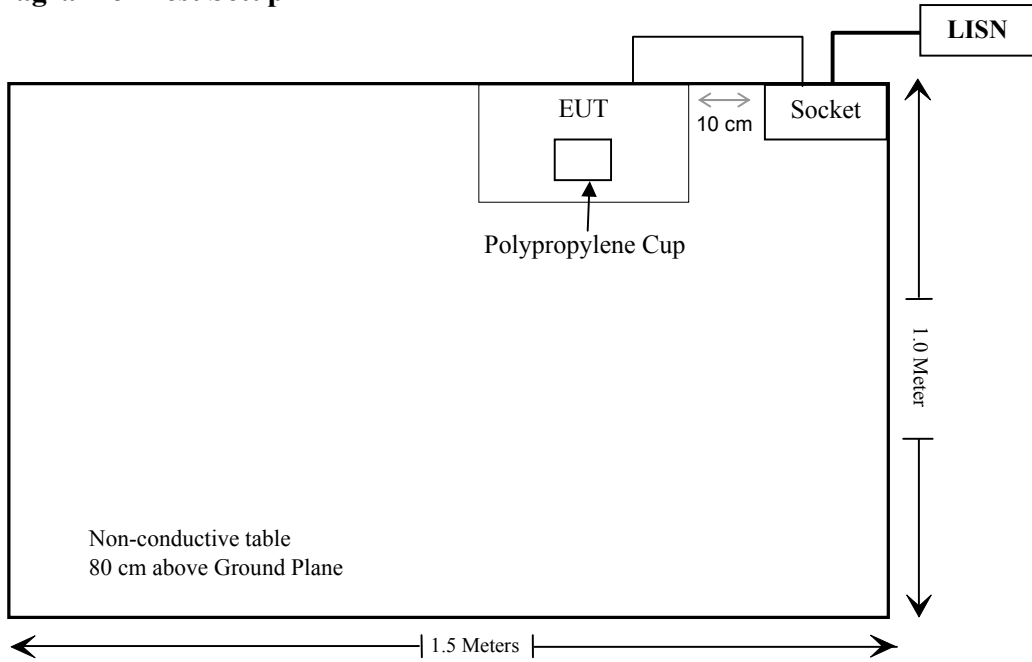 LISN
EUT
10 cm
Socket
Polypropylene Cup
1.0 Meter
Non-conductive table
80 cm above Ground Plane
1.5 Meters